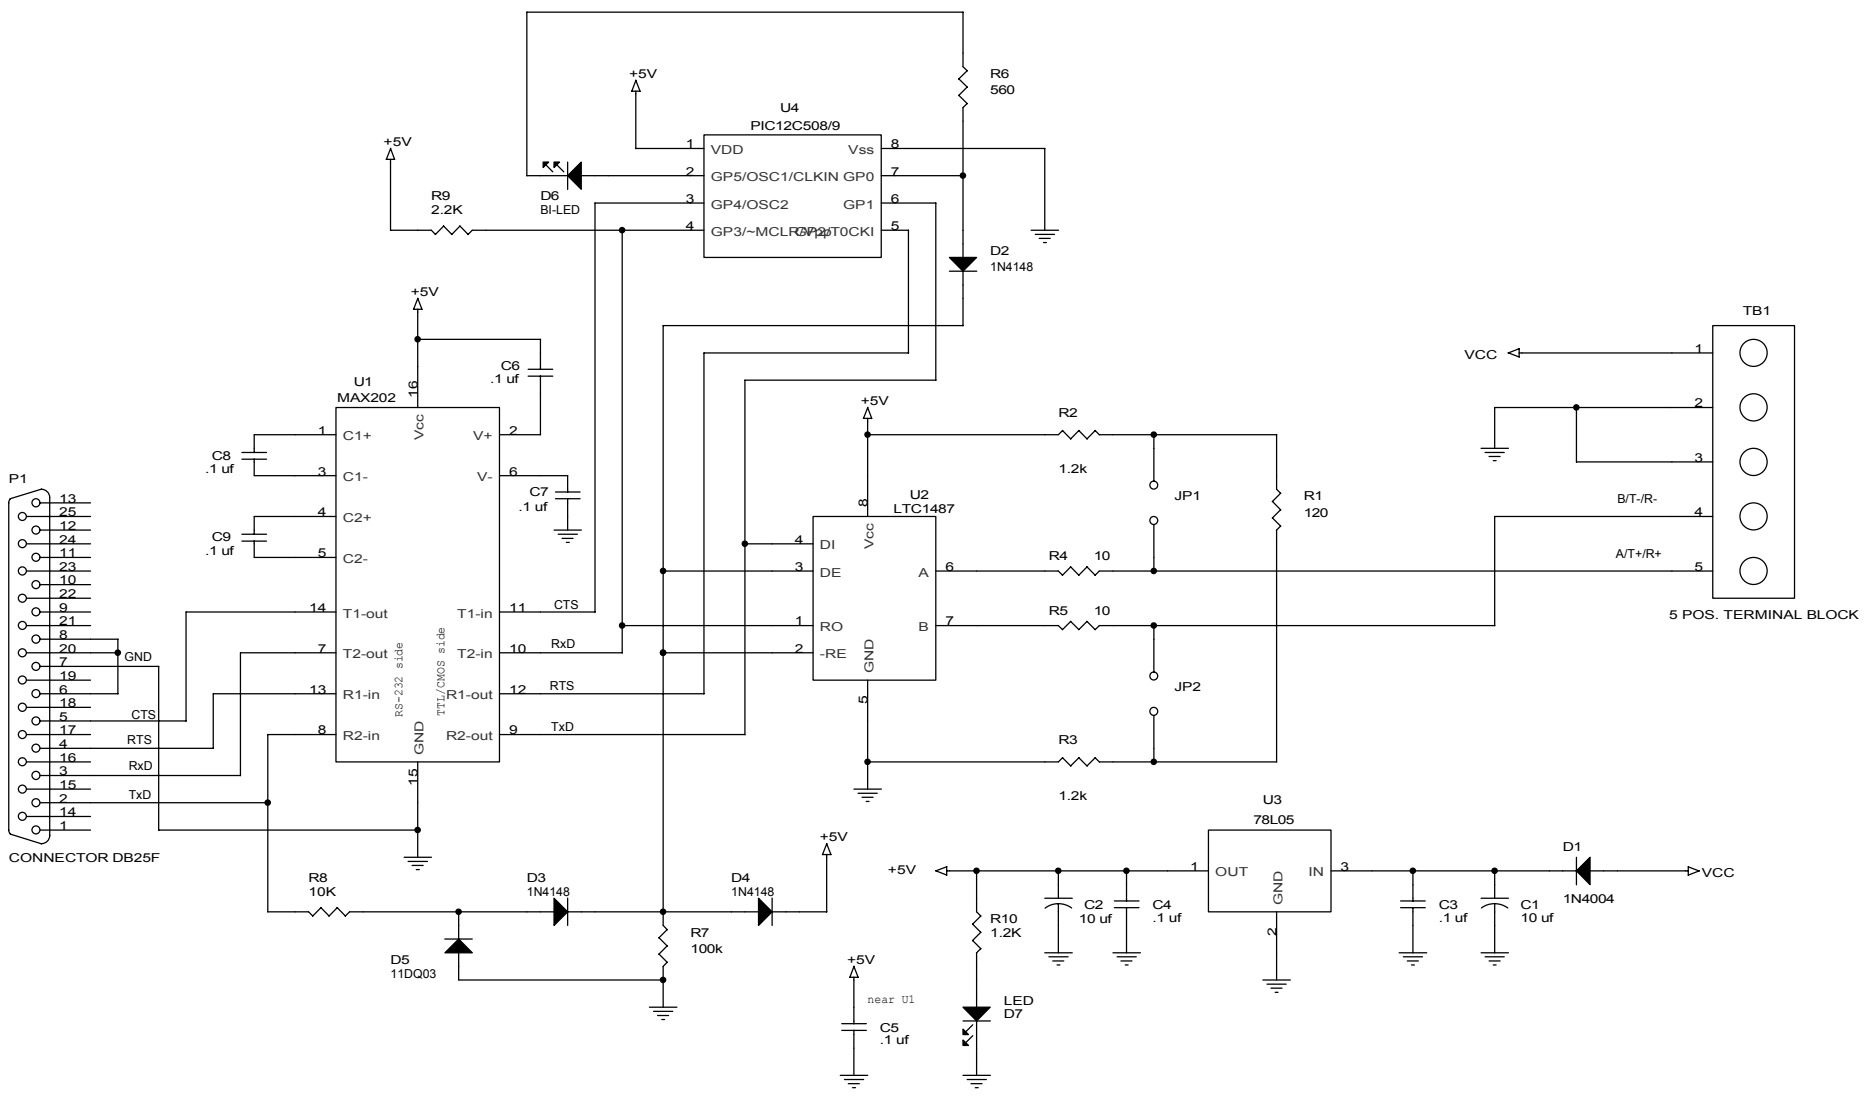 +5V
R6
560
U4
PIC12C508/9
+5V
1 VDD
Vss 8
2 GP5/OSC1/CLKIN
GP0 7
3 GP4/OSC2
GP1 6
4 GP3/~MCLR/Vpp
GP2/T0CKI 5
D6
BI-LED
R9
2.2K
D2
1N4148
+5V
C6
.1 uf
U1
MAX202
16
Vcc
1 C1+
V+ 2
C8
.1 uf
3 C1-
V- 6
C7
.1 uf
4 C2+
C9
.1 uf
5 C2-
14 T1-out
T1-in 11 CTS
7 T2-out
T2-in 10 RxD
13 R1-in
R1-out 12 RTS
8 R2-in
R2-out 9 TxD
RS-232 side
TTL/CMOS side
GND
15
P1
13
25
12
24
11
23
10
22
9
21
8
20
7 GND
19
6
18
5 CTS
17
4 RTS
16
3 RxD
15
2 TxD
14
1
CONNECTOR DB25F
+5V
U2
LTC1487
8
Vcc
4 DI
3 DE
A 6
1 RO
B 7
2 -RE
GND
5
R2
1.2k
JP1
R1
120
R4 10
R5 10
JP2
R3
1.2k
TB1
VCC
1
2
3
B/T-/R- 4
A/T+/R+ 5
5 POS. TERMINAL BLOCK
R8
10K
D3
1N4148
D4
1N4148
+5V
D5
11DQ03
R7
100k
+5V
near U1
C5
.1 uf
U3
78L05
+5V
1 OUT
IN 3
GND
2
R10
1.2K
C2
10 uf
C4
.1 uf
C3
.1 uf
C1
10 uf
D1
1N4004
VCC
LED
D7